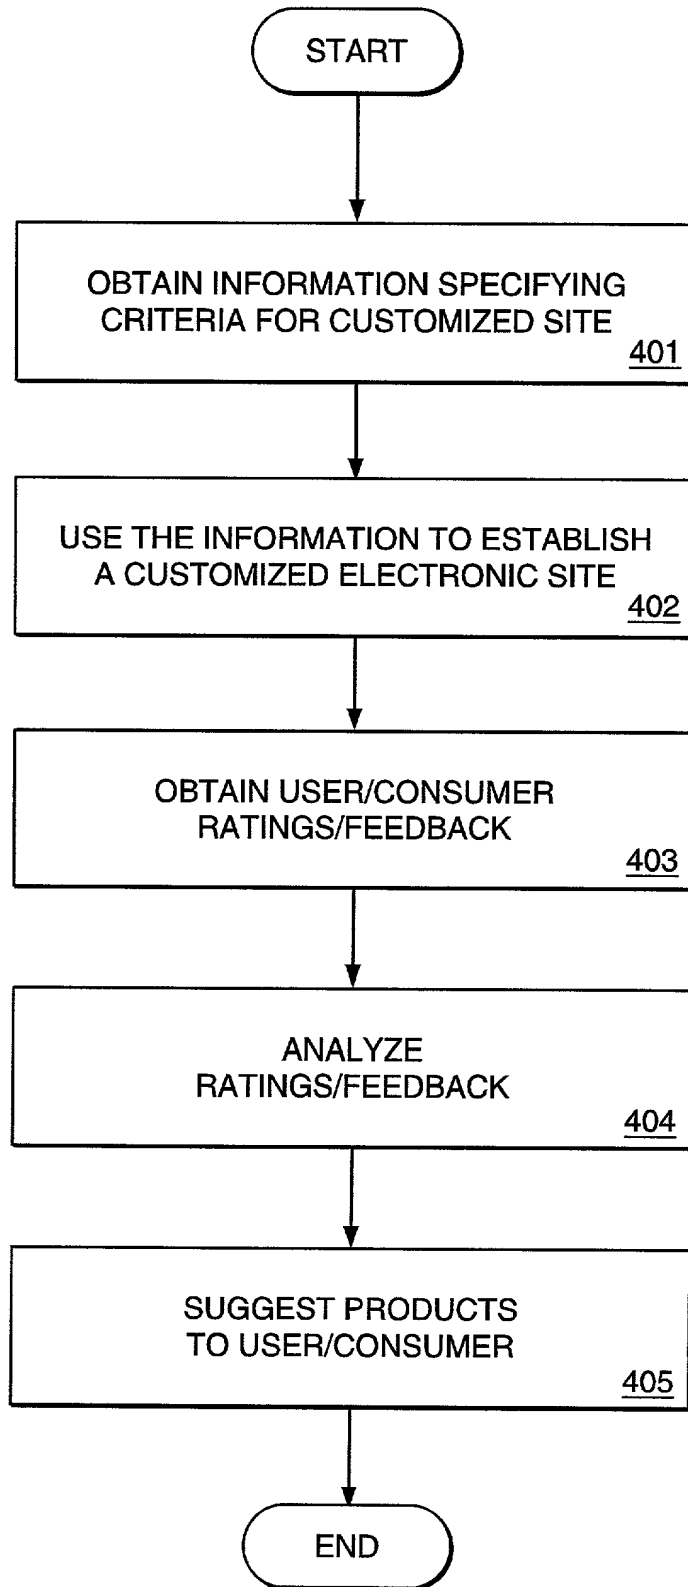 START
OBTAIN INFORMATION SPECIFYING
CRITERIA FOR CUSTOMIZED SITE
401
USE THE INFORMATION TO ESTABLISH
A CUSTOMIZED ELECTRONIC SITE
402
OBTAIN USER/CONSUMER
RATINGS/FEEDBACK
403
ANALYZE
RATINGS/FEEDBACK
404
SUGGEST PRODUCTS
TO USER/CONSUMER
405
END